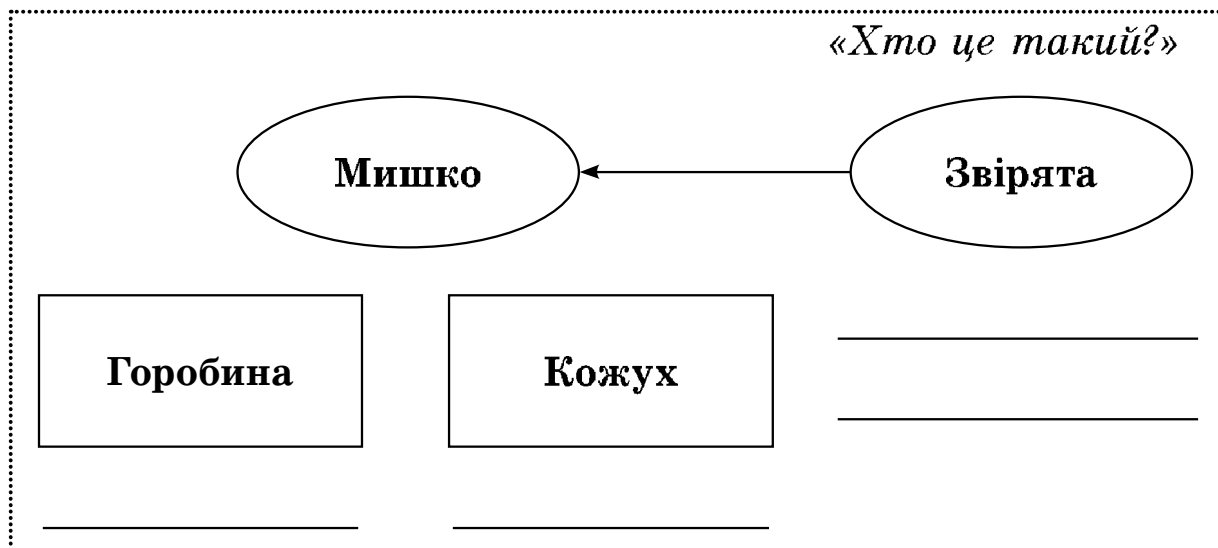 «Хто це такий?»
Мишко
Звірята
Горобина
Кожух